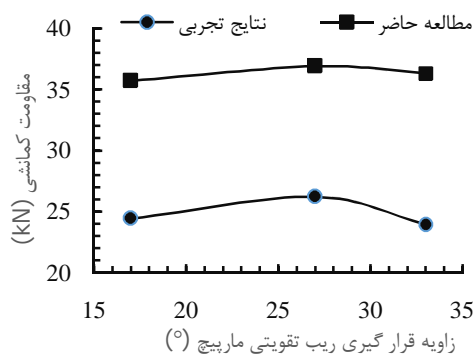 نتایج تجربی
مطالعه حاضر
مقاومت کمانشی (kN)
40
35
30
25
20
15 20 25 30 35
زاویه قرار گیری ریب تقویتی مارپیچ (°)